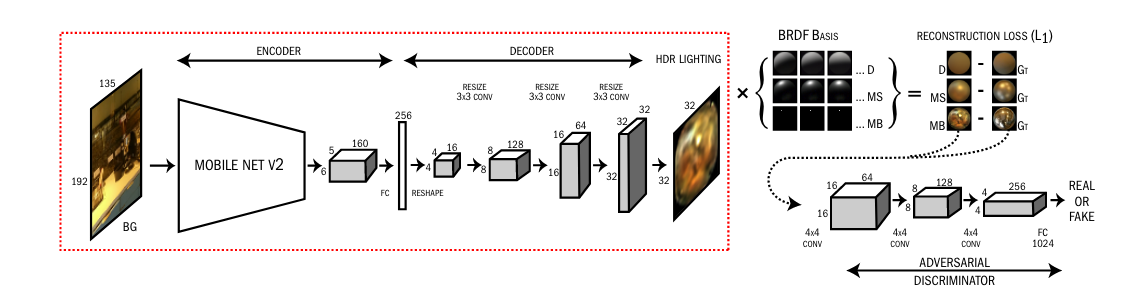 ENCODER
DECODER
HDR LIGHTING
135
192
BG
MOBILE NET V2
5
6
160
FC
256
RESHAPE
4
4
16
RESIZE
3x3 CONV
8
8
128
RESIZE
3x3 CONV
16
16
64
RESIZE
3x3 CONV
32
32
32
32
32
×
BRDF BASIS
... D
... MS
... MB
=
RECONSTRUCTION LOSS (L1)
D - GT
MS - GT
MB - GT
16
16
64
8
8
128
4
4
256
REAL
OR
FAKE
4x4
CONV
4x4
CONV
4x4
CONV
FC
1024
ADVERSARIAL
DISCRIMINATOR